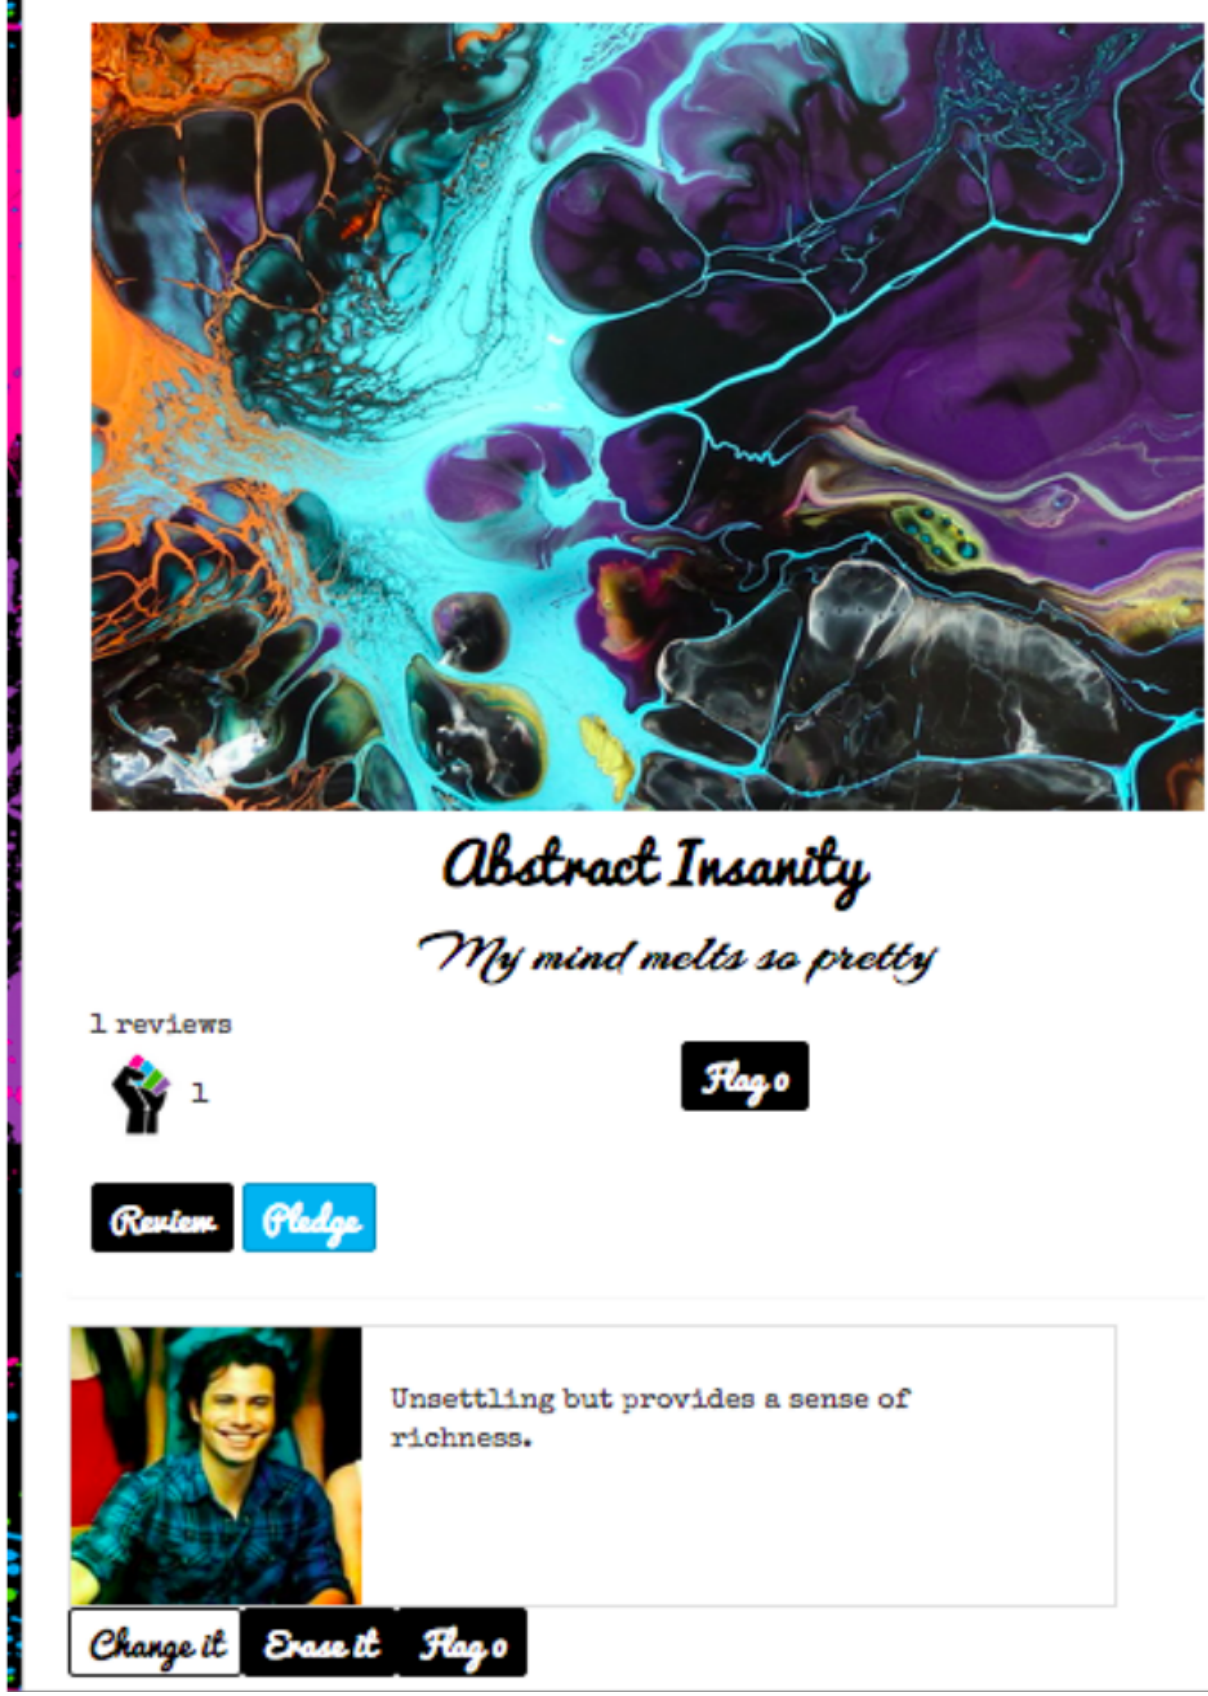 Abstract Insanity
My mind melts so pretty
1 reviews
1
Flag 0
Review
Pledge
Unsettling but provides a sense of
richness.
Change it
Erase it
Flag 0